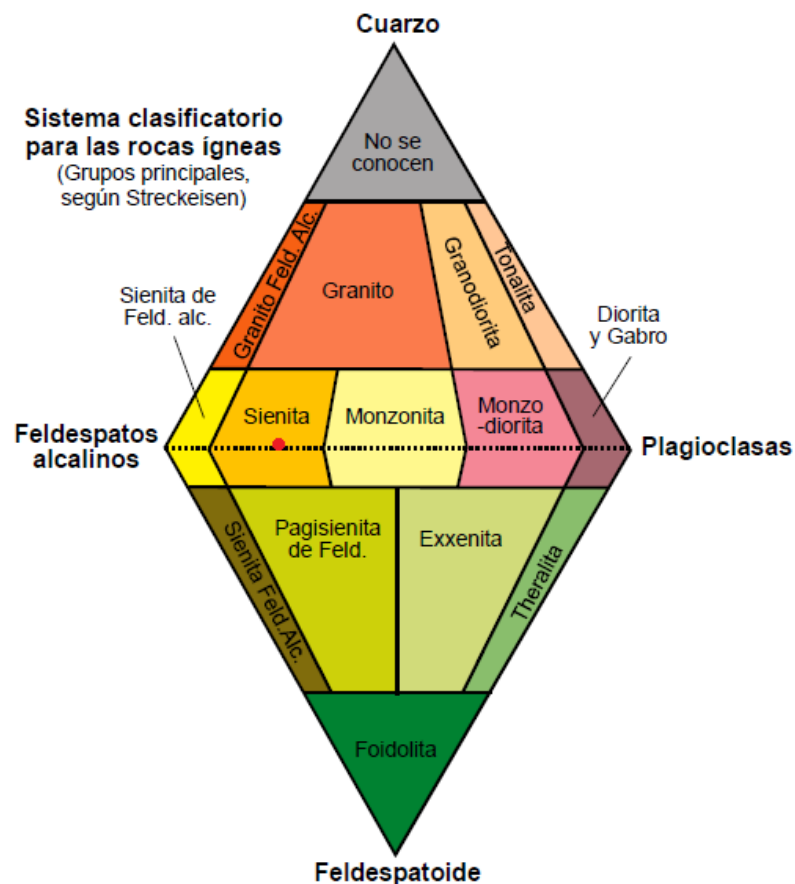 Cuarzo
Sistema clasificatorio
para las rocas ígneas
(Grupos principales,
según Streckeisen)
No se
conocen
Granito Feld. Alc.
Granito
Granodiorita
Tonalita
Sienita de
Feld. alc.
Diorita
y Gabro
Sienita
Monzonita
Monzo
-diorita
Feldespatos
alcalinos
Plagioclasas
Sienita Feld.Alc.
Pagisienita
de Feld.
Exxenita
Theralita
Foidolita
Feldespatoide